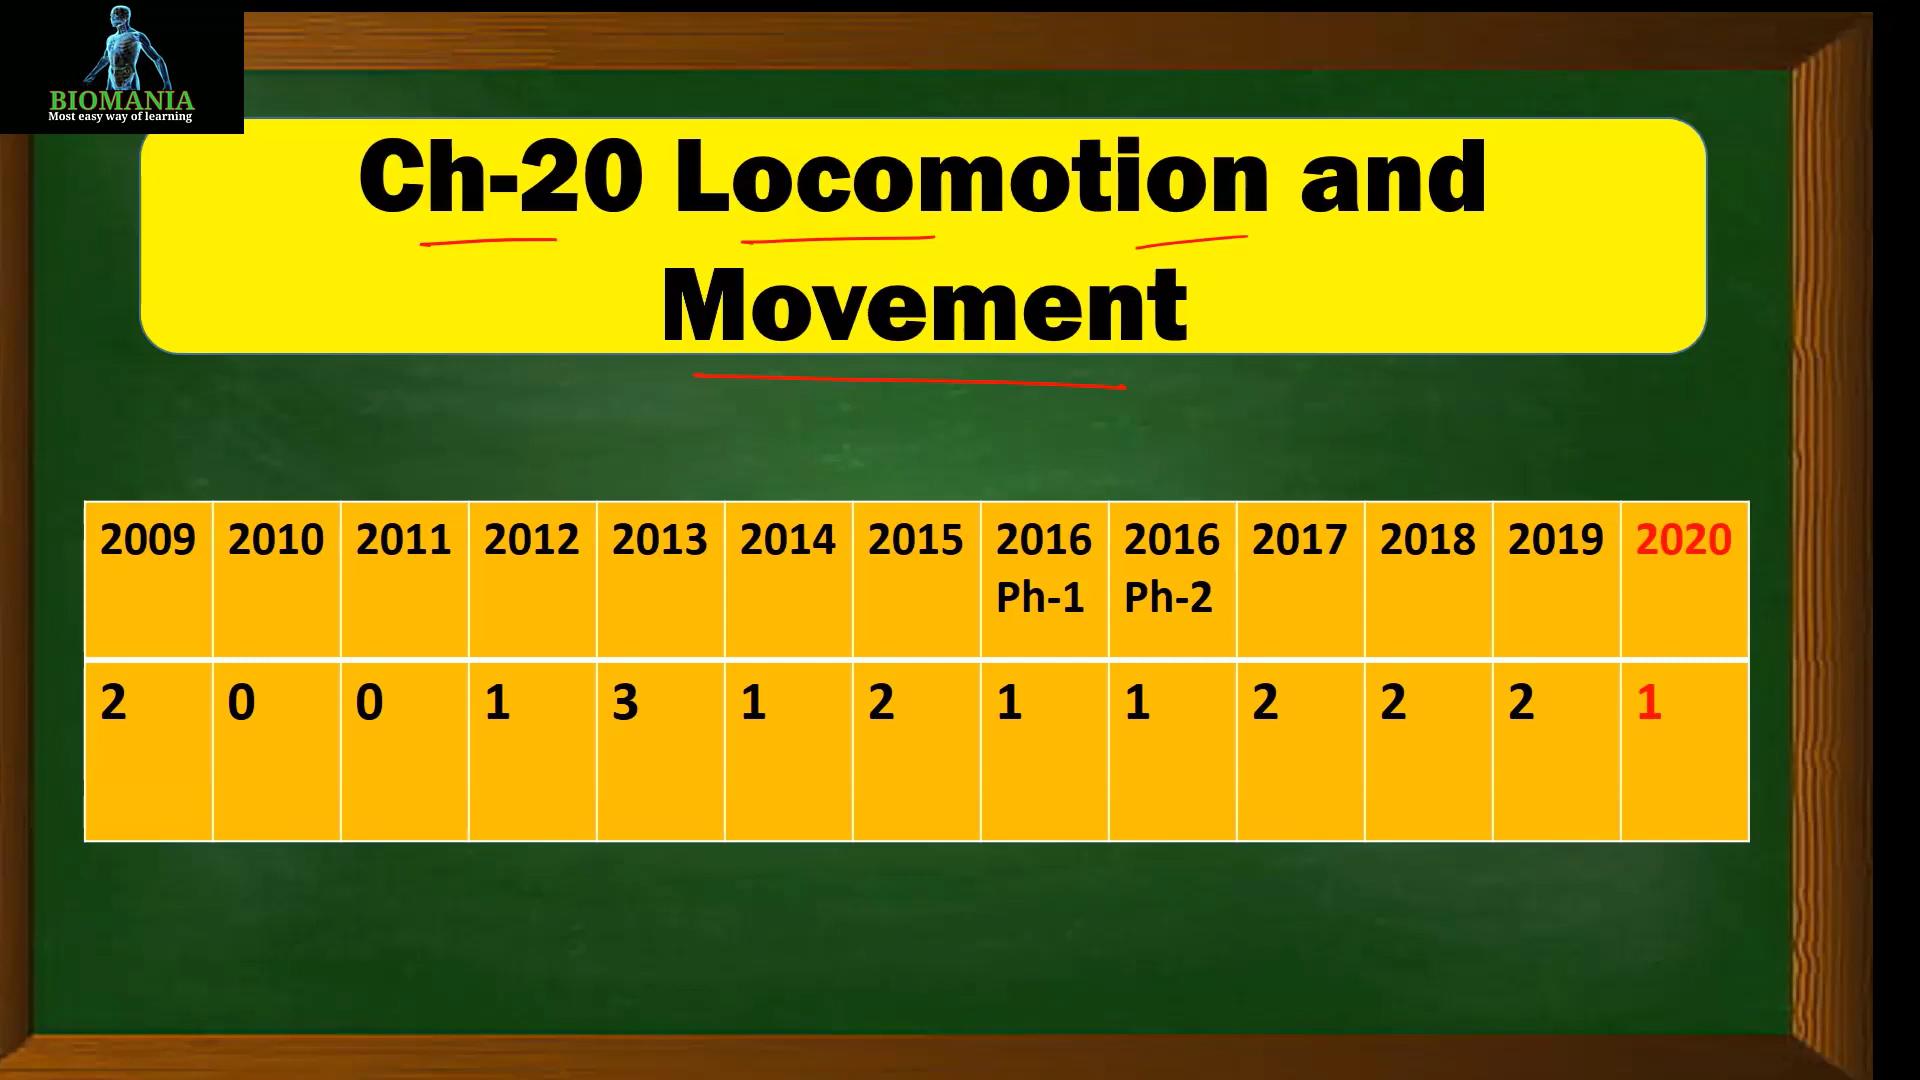 BIOMANIA
Most easy way of learning
Ch-20 Locomotion and
Movement
2009 2010 2011 2012 2013 2014 2015 2016 2016 2017 2018 2019 2020
Ph-1 Ph-2
2 0 0 1 3 1 2 1 1 2 2 2 1